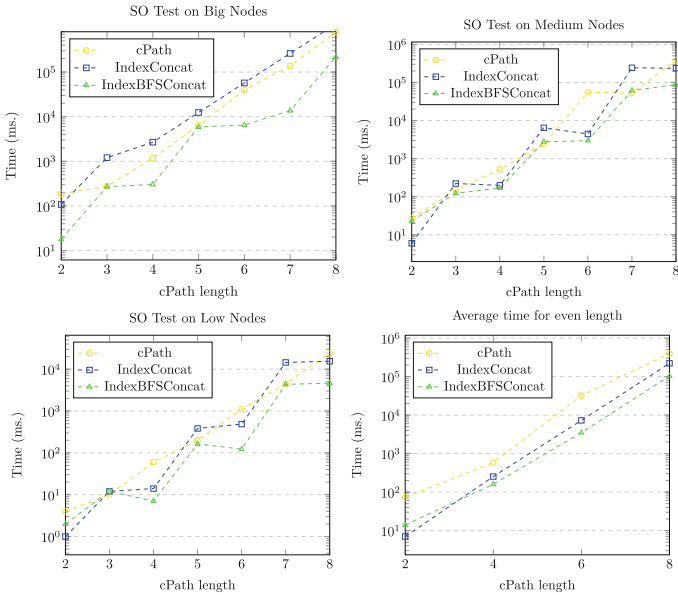 SO Test on Big Nodes
cPath
IndexConcat
IndexBFSConcat
Time (ms.)
10^5
10^4
10^3
10^2
10^1
2 3 4 5 6 7 8
cPath length
SO Test on Medium Nodes
cPath
IndexConcat
IndexBFSConcat
Time (ms.)
10^6
10^5
10^4
10^3
10^2
10^1
2 3 4 5 6 7 8
cPath length
SO Test on Low Nodes
cPath
IndexConcat
IndexBFSConcat
Time (ms.)
10^4
10^3
10^2
10^1
10^0
2 3 4 5 6 7 8
cPath length
Average time for even length
cPath
IndexConcat
IndexBFSConcat
Time (ms.)
10^6
10^5
10^4
10^3
10^2
10^1
2 4 6 8
cPath length